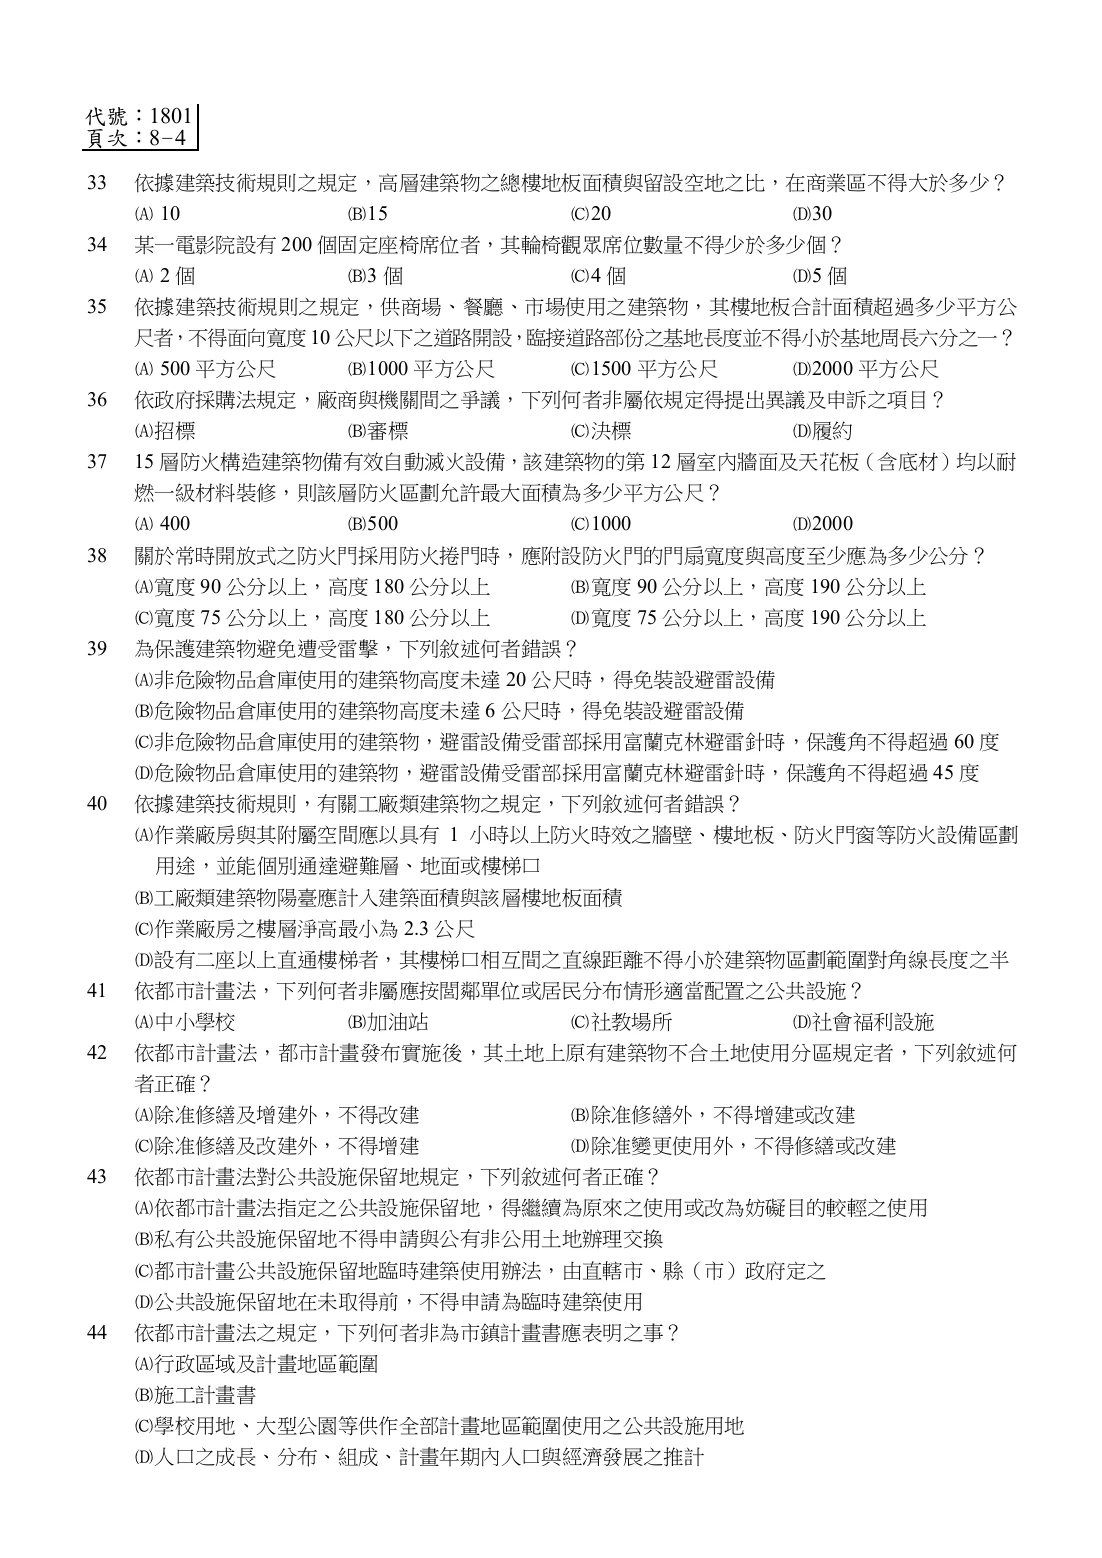 代號：1801
頁次：8－4
33 依據建築技術規則之規定，高層建築物之總樓地板面積與留設空地之比，在商業區不得大於多少？
(A) 10 (B)15 (C)20 (D)30
34 某一電影院設有 200 個固定座椅席位者，其輪椅觀眾席位數量不得少於多少個？
(A) 2 個 (B)3 個 (C)4 個 (D)5 個
35 依據建築技術規則之規定，供商場、餐廳、市場使用之建築物，其樓地板合計面積超過多少平方公
尺者，不得面向寬度 10 公尺以下之道路開設，臨接道路部份之基地長度並不得小於基地周長六分之一？
(A) 500 平方公尺 (B)1000 平方公尺 (C)1500 平方公尺 (D)2000 平方公尺
36 依政府採購法規定，廠商與機關間之爭議，下列何者非屬依規定得提出異議及申訴之項目？
(A)招標 (B)審標 (C)決標 (D)履約
37 15 層防火構造建築物備有效自動滅火設備，該建築物的第 12 層室內牆面及天花板（含底材）均以耐
燃一級材料裝修，則該層防火區劃允許最大面積為多少平方公尺？
(A) 400 (B)500 (C)1000 (D)2000
38 關於常時開放式之防火門採用防火捲門時，應附設防火門的門扇寬度與高度至少應為多少公分？
(A)寬度 90 公分以上，高度 180 公分以上 (B)寬度 90 公分以上，高度 190 公分以上
(C)寬度 75 公分以上，高度 180 公分以上 (D)寬度 75 公分以上，高度 190 公分以上
39 為保護建築物避免遭受雷擊，下列敘述何者錯誤？
(A)非危險物品倉庫使用的建築物高度未達 20 公尺時，得免裝設避雷設備
(B)危險物品倉庫使用的建築物高度未達 6 公尺時，得免裝設避雷設備
(C)非危險物品倉庫使用的建築物，避雷設備受雷部採用富蘭克林避雷針時，保護角不得超過 60 度
(D)危險物品倉庫使用的建築物，避雷設備受雷部採用富蘭克林避雷針時，保護角不得超過 45 度
40 依據建築技術規則，有關工廠類建築物之規定，下列敘述何者錯誤？
(A)作業廠房與其附屬空間應以具有 1 小時以上防火時效之牆壁、樓地板、防火門窗等防火設備區劃
用途，並能個別通達避難層、地面或樓梯口
(B)工廠類建築物陽臺應計入建築面積與該層樓地板面積
(C)作業廠房之樓層淨高最小為 2.3 公尺
(D)設有二座以上直通樓梯者，其樓梯口相互間之直線距離不得小於建築物區劃範圍對角線長度之半
41 依都市計畫法，下列何者非屬應按閭鄰單位或居民分布情形適當配置之公共設施？
(A)中小學校 (B)加油站 (C)社教場所 (D)社會福利設施
42 依都市計畫法，都市計畫發布實施後，其土地上原有建築物不合土地使用分區規定者，下列敘述何
者正確？
(A)除准修繕及增建外，不得改建 (B)除准修繕外，不得增建或改建
(C)除准修繕及改建外，不得增建 (D)除准變更使用外，不得修繕或改建
43 依都市計畫法對公共設施保留地規定，下列敘述何者正確？
(A)依都市計畫法指定之公共設施保留地，得繼續為原來之使用或改為妨礙目的較輕之使用
(B)私有公共設施保留地不得申請與公有非公用土地辦理交換
(C)都市計畫公共設施保留地臨時建築使用辦法，由直轄市、縣（市）政府定之
(D)公共設施保留地在未取得前，不得申請為臨時建築使用
44 依都市計畫法之規定，下列何者非為市鎮計畫書應表明之事？
(A)行政區域及計畫地區範圍
(B)施工計畫書
(C)學校用地、大型公園等供作全部計畫地區範圍使用之公共設施用地
(D)人口之成長、分布、組成、計畫年期內人口與經濟發展之推計